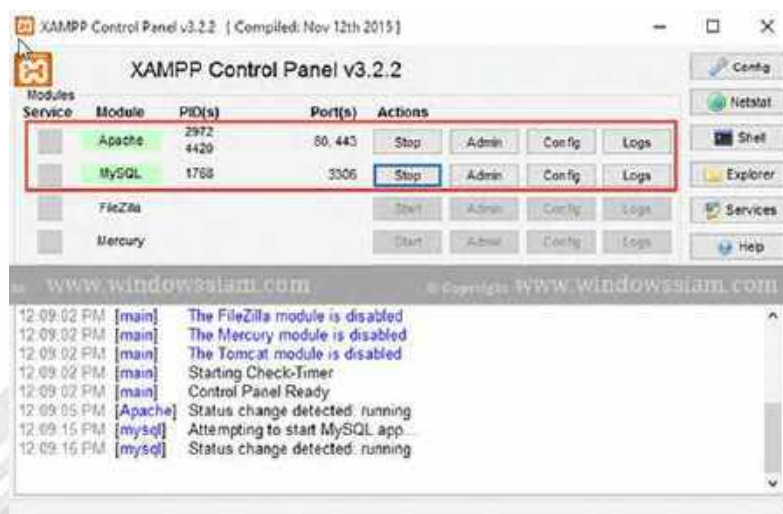 XAMPP Control Panel v3.2.2 [ Compiled: Nov 12th 2015 ]
XAMPP Control Panel v3.2.2
Config
Modules
Service Module PID(s) Port(s) Actions
Netstat
Apache 2972 4420 80, 443 Stop Admin Config Logs
Shell
MySQL 1768 3306 Stop Admin Config Logs
Explorer
FileZilla Start Admin Config Logs
Services
Mercury Start Admin Config Logs
Help
www.windowssiam.com © Copyright www.windowssiam.com
12:09:02 PM [main] The FileZilla module is disabled
12:09:02 PM [main] The Mercury module is disabled
12:09:02 PM [main] The Tomcat module is disabled
12:09:02 PM [main] Starting Check-Timer
12:09:02 PM [main] Control Panel Ready
12:09:05 PM [Apache] Status change detected: running
12:09:15 PM [mysql] Attempting to start MySQL app...
12:09:16 PM [mysql] Status change detected: running